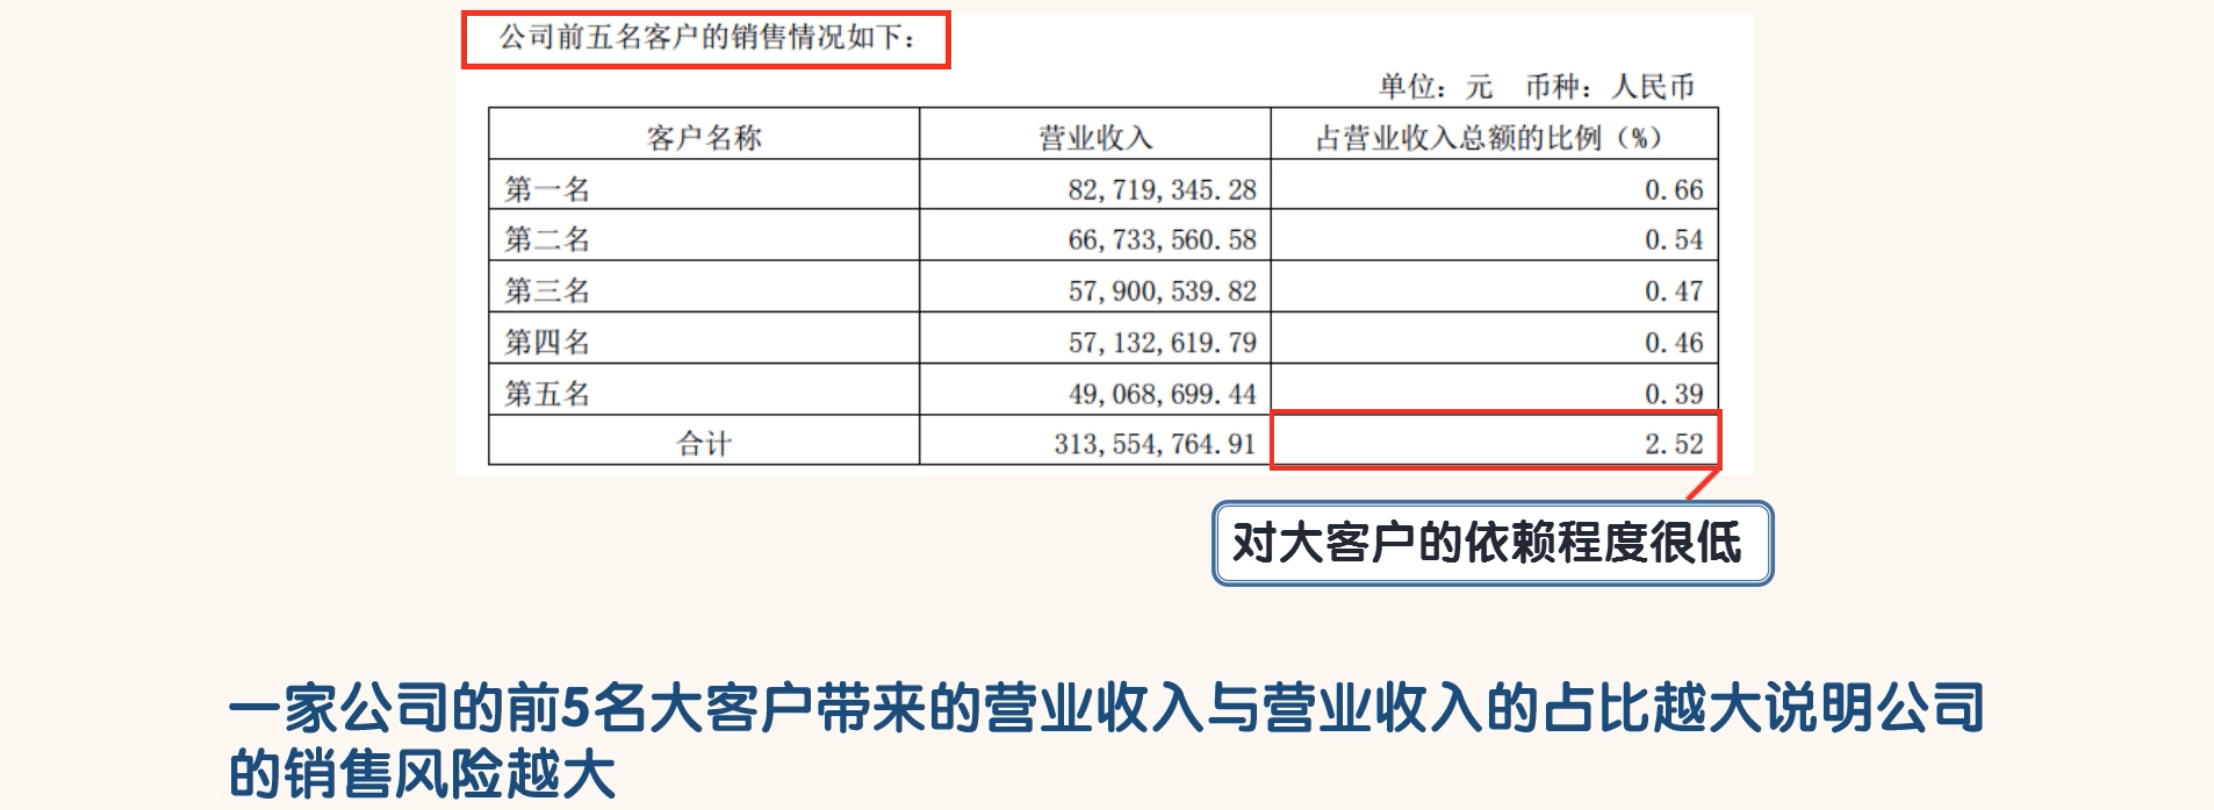 公司前五名客户的销售情况如下：
单位：元 币种：人民币
客户名称 营业收入 占营业收入总额的比例（%）
第一名 82,719,345.28 0.66
第二名 66,733,560.58 0.54
第三名 57,900,539.82 0.47
第四名 57,132,619.79 0.46
第五名 49,068,699.44 0.39
合计 313,554,764.91 2.52
对大客户的依赖程度很低
一家公司的前5名大客户带来的营业收入与营业收入的占比越大说明公司
的销售风险越大